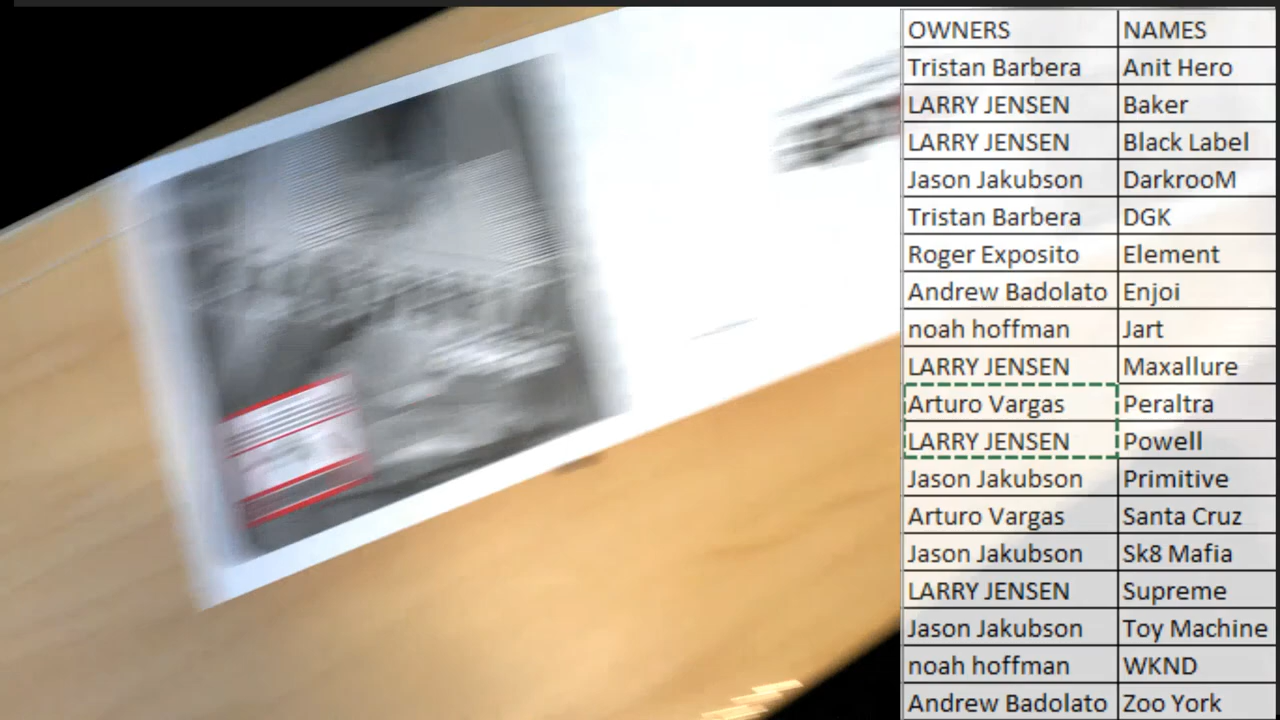 OWNERS NAMES
Tristan Barbera Anit Hero
LARRY JENSEN Baker
LARRY JENSEN Black Label
Jason Jakubson DarkrooM
Tristan Barbera DGK
Roger Exposito Element
Andrew Badolato Enjoi
noah hoffman Jart
LARRY JENSEN Maxallure
Arturo Vargas Peraltra
LARRY JENSEN Powell
Jason Jakubson Primitive
Arturo Vargas Santa Cruz
Jason Jakubson Sk8 Mafia
LARRY JENSEN Supreme
Jason Jakubson Toy Machine
noah hoffman WKND
Andrew Badolato Zoo York